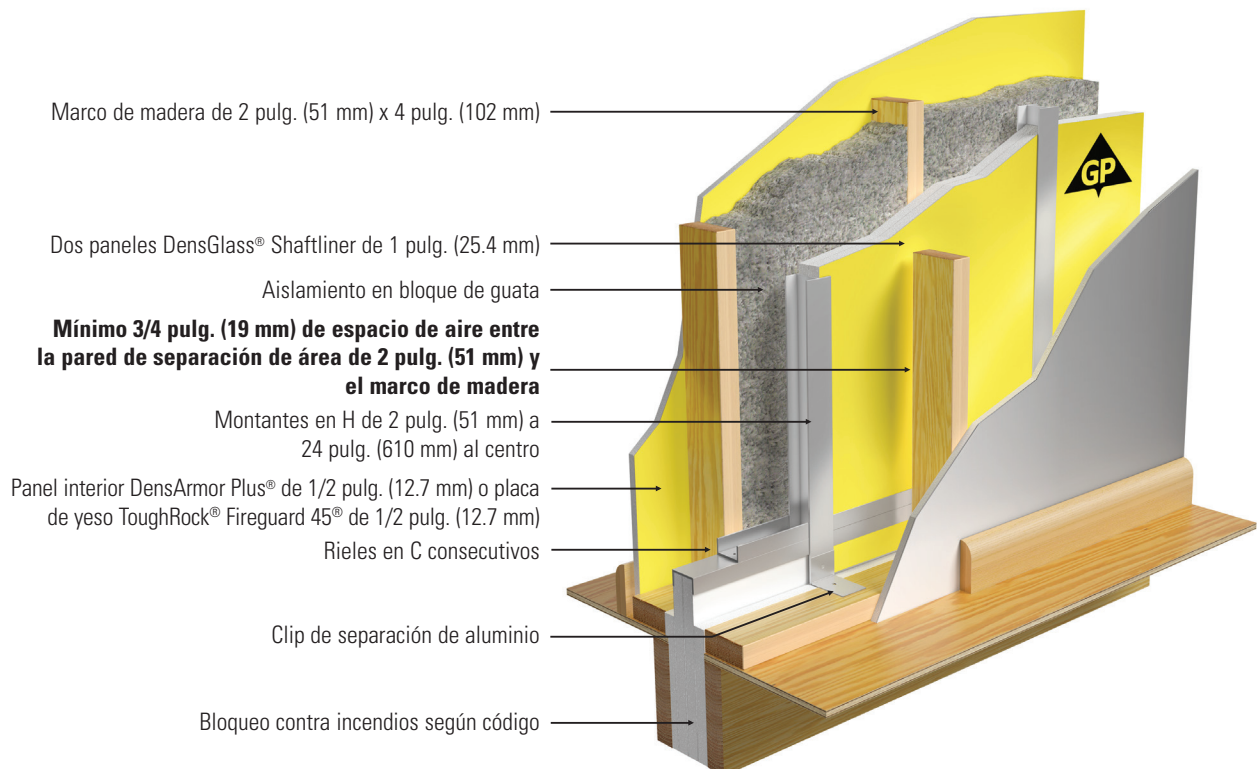 Marco de madera de 2 pulg. (51 mm) x 4 pulg. (102 mm)
Dos paneles DensGlass® Shaftliner de 1 pulg. (25.4 mm)
Aislamiento en bloque de guata
Mínimo 3/4 pulg. (19 mm) de espacio de aire entre
la pared de separación de área de 2 pulg. (51 mm) y
el marco de madera
Montantes en H de 2 pulg. (51 mm) a
24 pulg. (610 mm) al centro
Panel interior DensArmor Plus® de 1/2 pulg. (12.7 mm) o placa
de yeso ToughRock® Fireguard 45® de 1/2 pulg. (12.7 mm)
Rieles en C consecutivos
Clip de separación de aluminio
Bloqueo contra incendios según código
GP